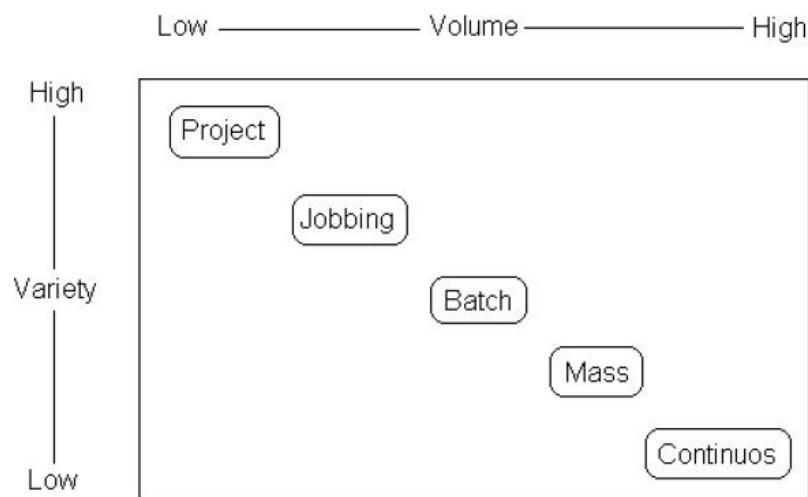 Low Volume High
High
Project
Jobbing
Variety
Batch
Mass
Continuos
Low